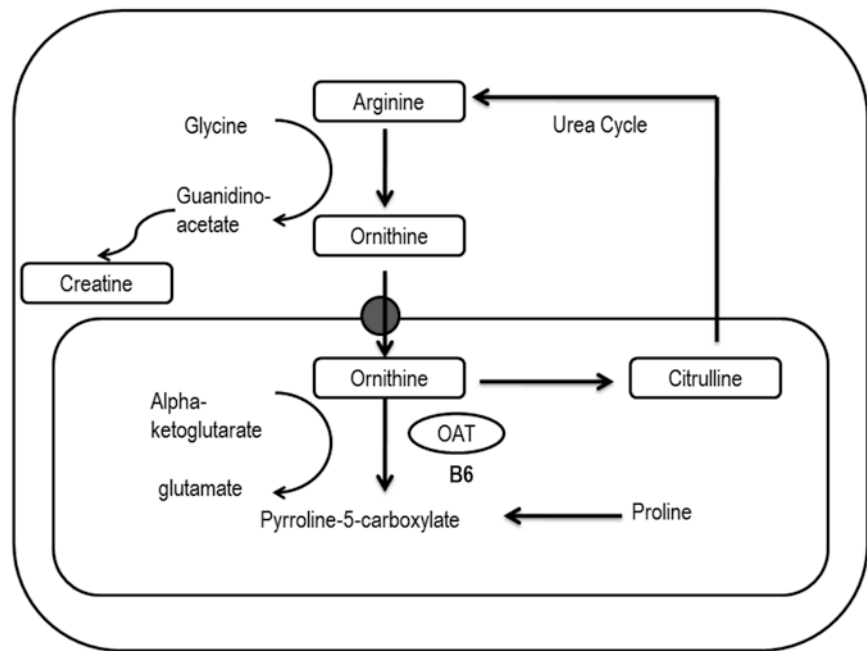 Arginine
Glycine
Urea Cycle
Guanidino-
acetate
Ornithine
Creatine
Ornithine
Citrulline
Alpha-
ketoglutarate
OAT
B6
glutamate
Pyrroline-5-carboxylate
Proline